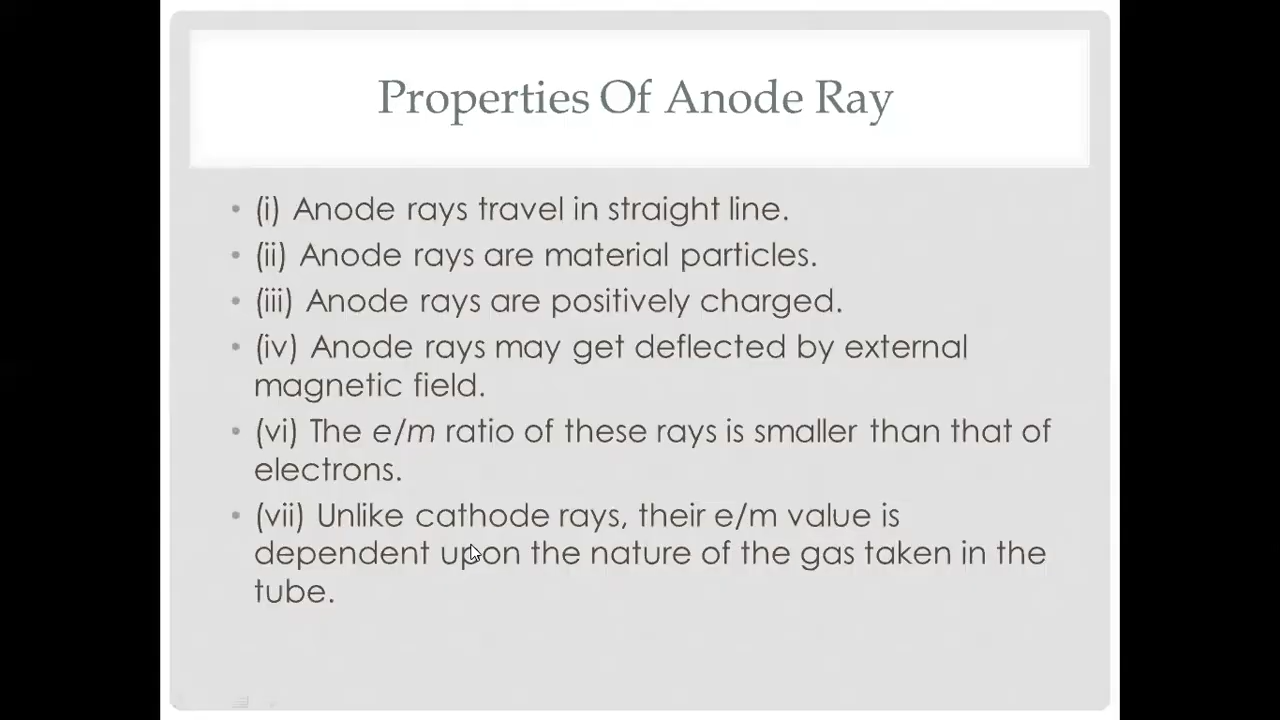 Properties Of Anode Ray
• (i) Anode rays travel in straight line.
• (ii) Anode rays are material particles.
• (iii) Anode rays are positively charged.
• (iv) Anode rays may get deflected by external
magnetic field.
• (vi) The e/m ratio of these rays is smaller than that of
electrons.
• (vii) Unlike cathode rays, their e/m value is
dependent upon the nature of the gas taken in the
tube.